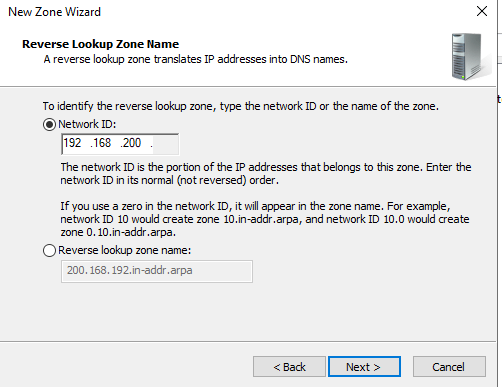 New Zone Wizard
Reverse Lookup Zone Name
A reverse lookup zone translates IP addresses into DNS names.
To identify the reverse lookup zone, type the network ID or the name of the zone.
Network ID:
192 .168 .200 .
The network ID is the portion of the IP addresses that belongs to this zone. Enter the
network ID in its normal (not reversed) order.
If you use a zero in the network ID, it will appear in the zone name. For example,
network ID 10 would create zone 10.in-addr.arpa, and network ID 10.0 would create
zone 0.10.in-addr.arpa.
Reverse lookup zone name:
200.168.192.in-addr.arpa
< Back
Next >
Cancel